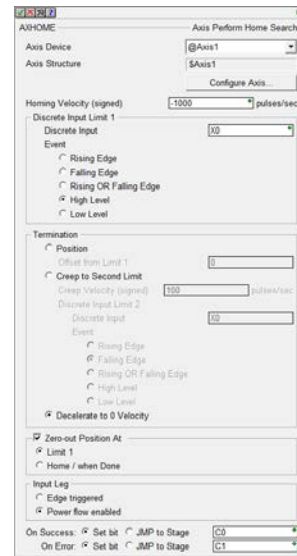 AXHOME Axis Perform Home Search
Axis Device @Axis1
Axis Structure $Axis1
Configure Axis...
Homing Velocity (signed) -1000 pulses/sec
Discrete Input Limit 1
Discrete Input X0
Event
Rising Edge
Falling Edge
Rising OR Falling Edge
High Level
Low Level
Termination
Position
Offset from Limit 1 0
Creep to Second Limit
Creep Velocity (signed) 100 pulses/sec
Discrete Input Limit 2
Discrete Input X0
Event
Rising Edge
Falling Edge
Rising OR Falling Edge
High Level
Low Level
Decelerate to 0 Velocity
Zero-out Position At
Limit 1
Home / when Done
Input Leg
Edge triggered
Power flow enabled
On Success: Set bit JMP to Stage C0
On Error: Set bit JMP to Stage C1